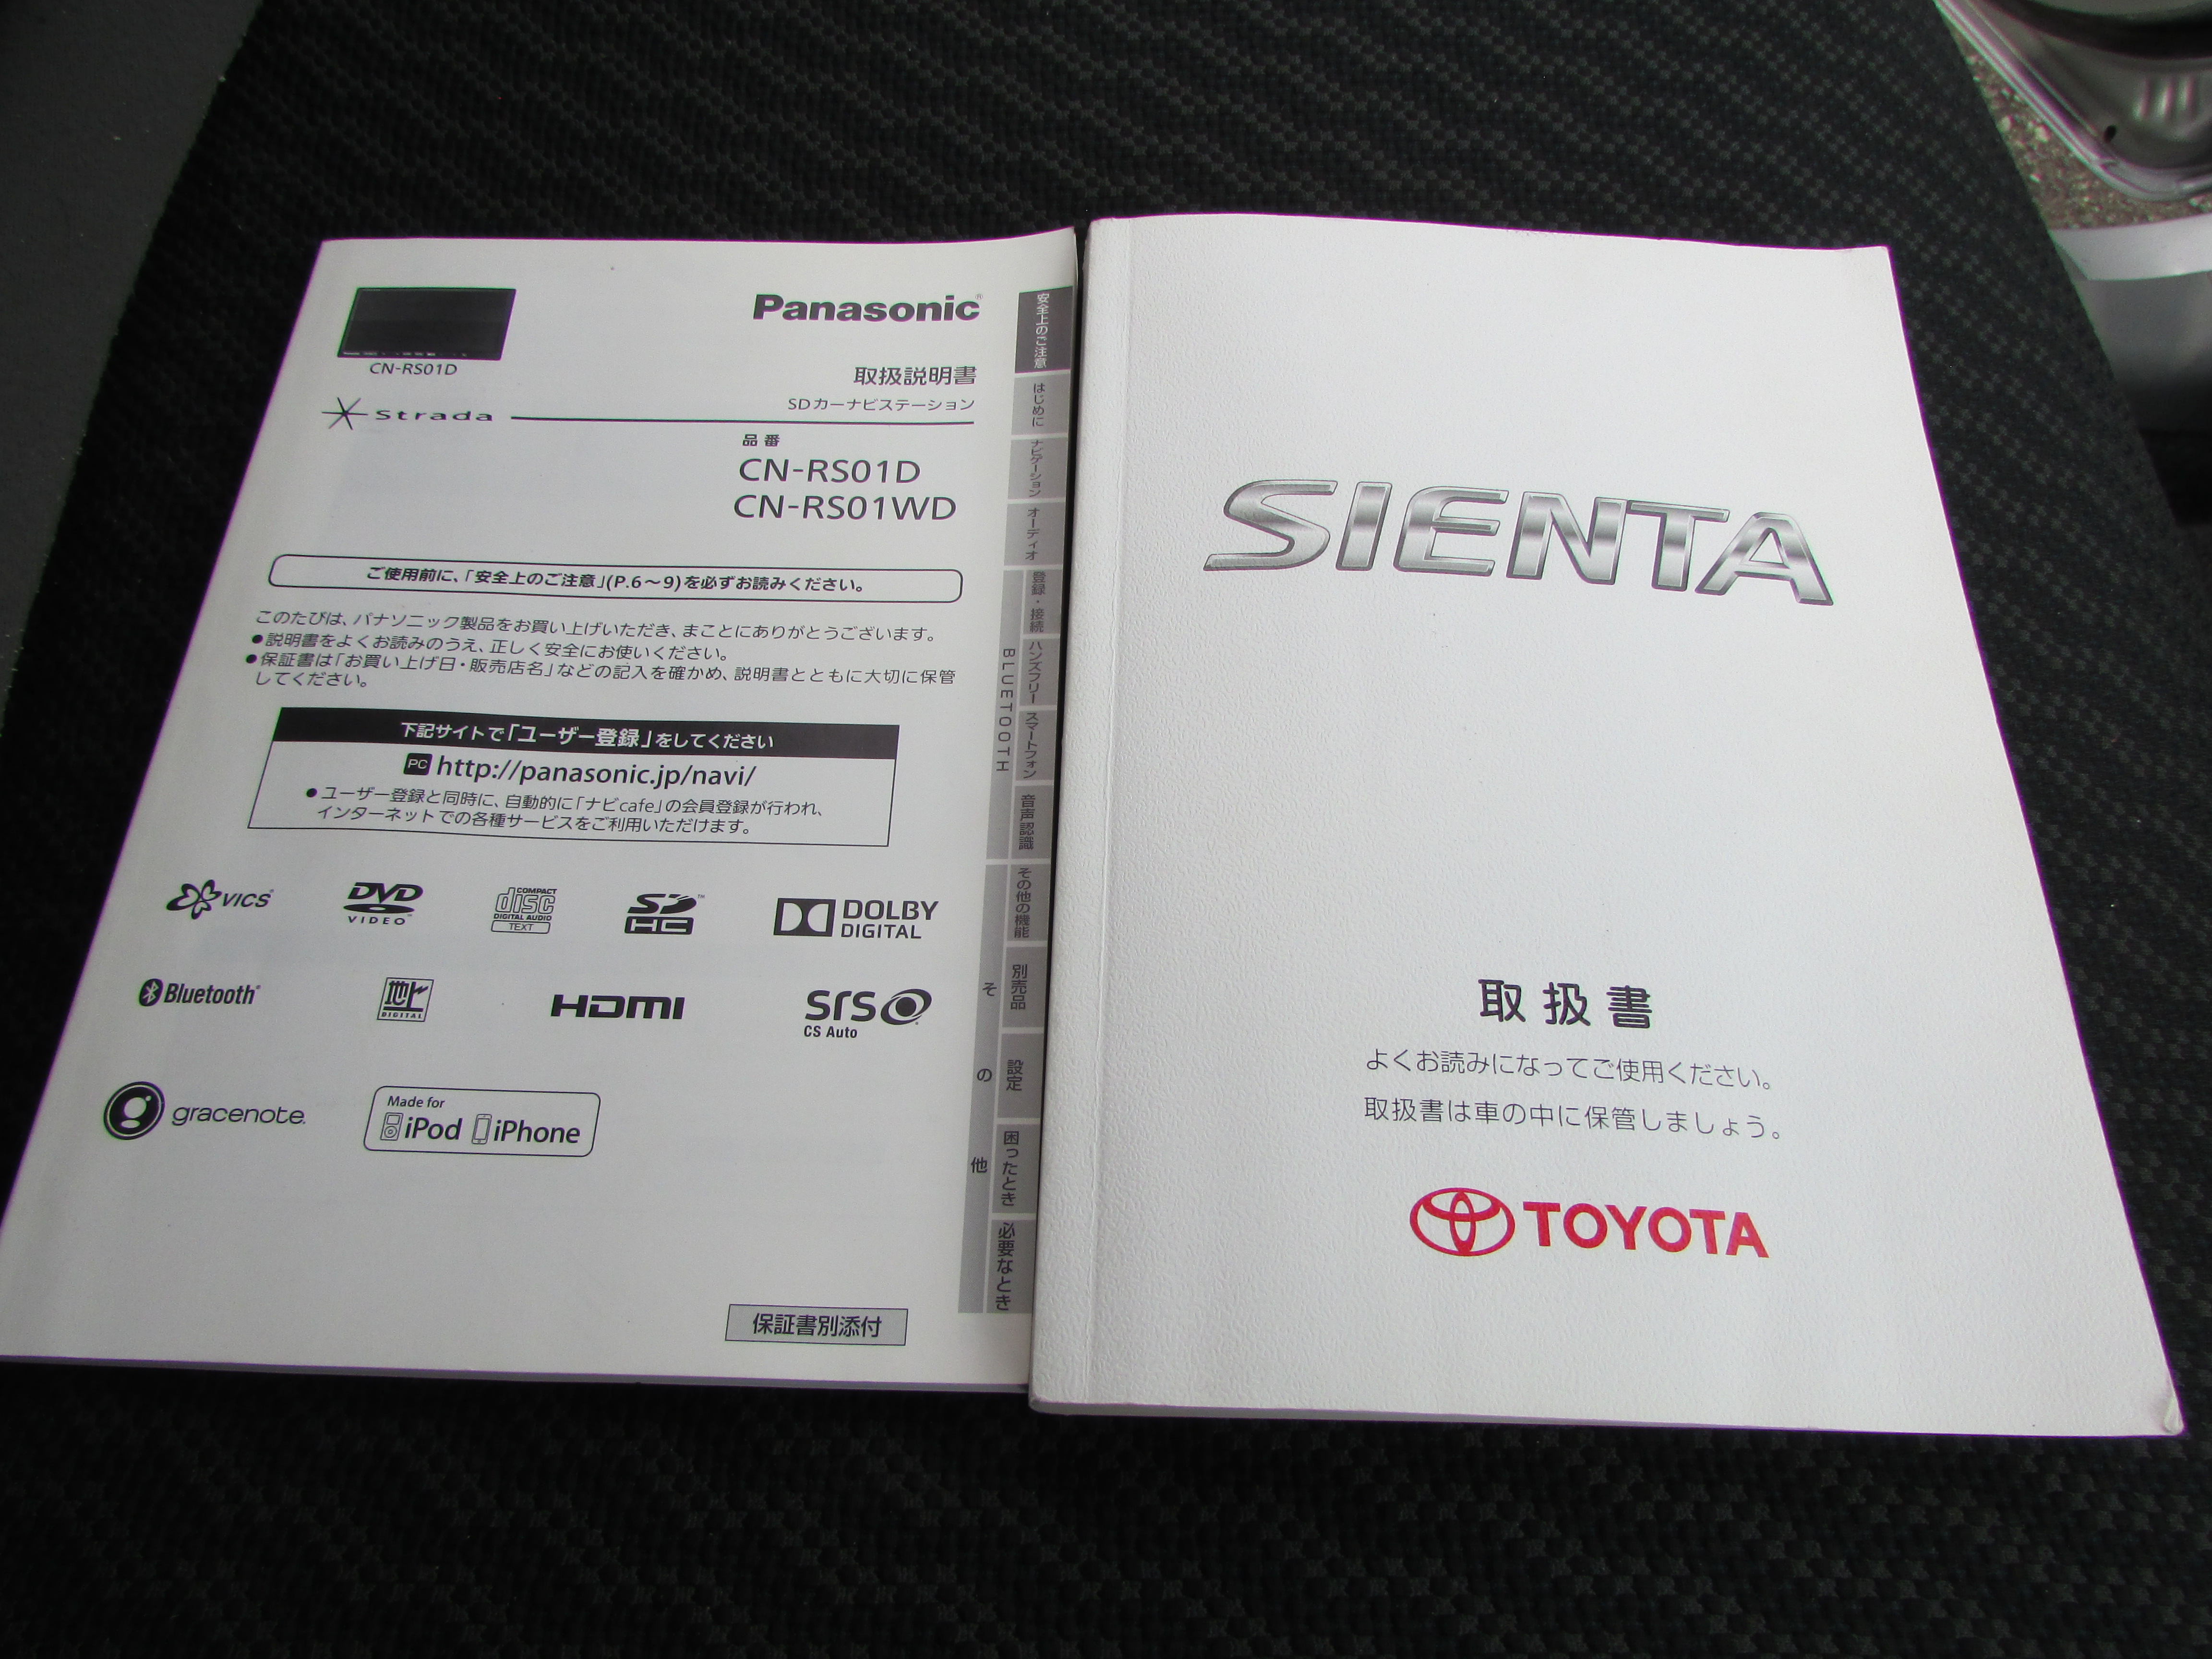 Panasonic
CN-RS01D
取扱説明書
SDカーナビステーション
Strada
品番
CN-RS01D
CN-RS01WD
ご使用前に、「安全上のご注意」(P.6〜9)を必ずお読みください。
このたびは、パナソニック製品をお買い上げいただき、まことにありがとうございます。
●説明書をよくお読みのうえ、正しく安全にお使いください。
●保証書は「お買い上げ日・販売店名」などの記入を確かめ、説明書とともに大切に保管
してください。
下記サイトで「ユーザー登録」をしてください
PC http://panasonic.jp/navi/
●ユーザー登録と同時に、自動的に「ナビcafe」の会員登録が行われ、
インターネットでの各種サービスをご利用いただけます。
VICS
DVD
VIDEO
COMPACT
disc
DIGITAL AUDIO
TEXT
SD
HC
DOLBY
DIGITAL
Bluetooth
地デジ
DIGITAL
HDMI
SRS
CS Auto
gracenote
Made for
iPod iPhone
保証書別添付
安全上のご注意
はじめに
ナビゲーション
オーディオ
BLUETOOTH
登録・接続
ハンズフリー
スマートフォン
音声認識
その他
その他の機能
別売品
設定
困ったとき
必要なとき
SIENTA
取扱書
よくお読みになってご使用ください。
取扱書は車の中に保管しましょう。
TOYOTA